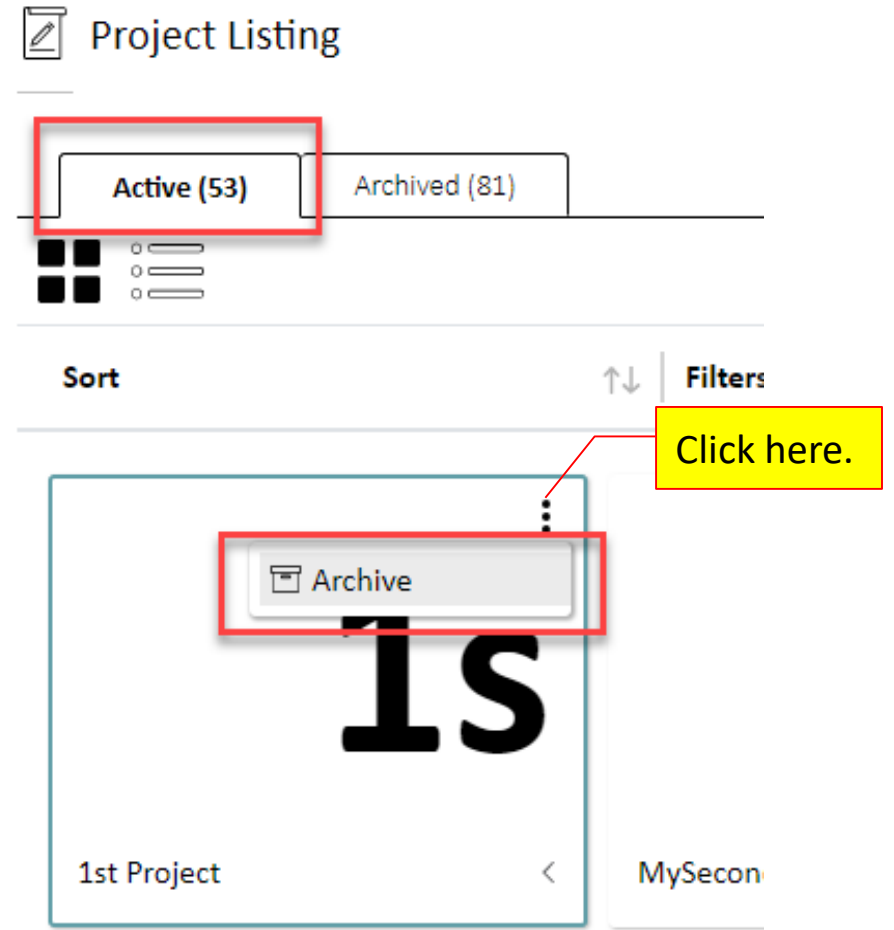 Project Listing
Active (53)
Archived (81)
Sort
Filters
Click here.
Archive
1s
1st Project
MySecon